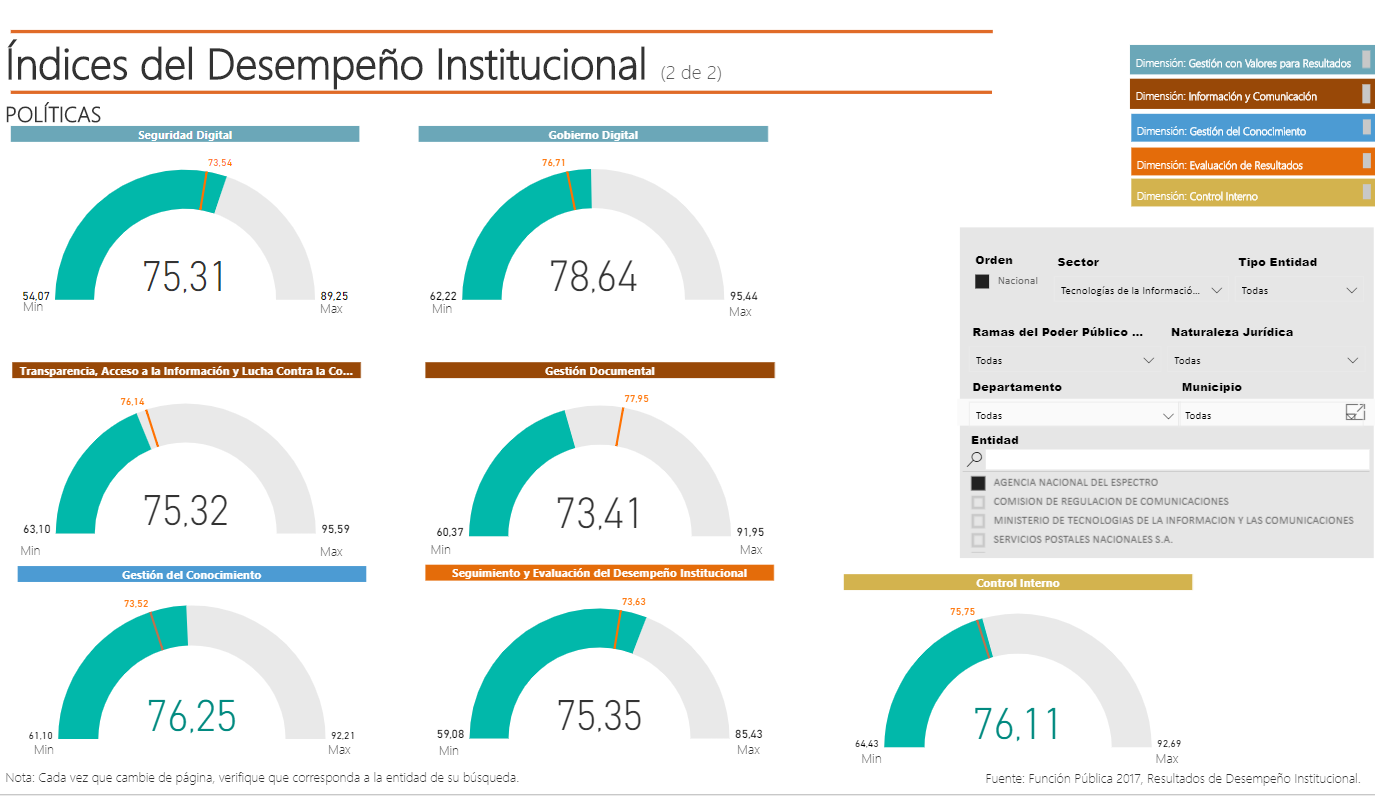 Índices del Desempeño Institucional (2 de 2)
POLÍTICAS
Dimensión: Gestión con Valores para Resultados
Dimensión: Información y Comunicación
Dimensión: Gestión del Conocimiento
Dimensión: Evaluación de Resultados
Dimensión: Control Interno
Seguridad Digital
73,54
75,31
54,07
Min
89,25
Max
Gobierno Digital
76,71
78,64
62,22
Min
95,44
Max
Transparencia, Acceso a la Información y Lucha Contra la Co...
76,14
75,32
63,10
Min
95,59
Max
Gestión Documental
77,95
73,41
60,37
Min
91,95
Max
Gestión del Conocimiento
73,52
76,25
61,10
Min
92,21
Max
Seguimiento y Evaluación del Desempeño Institucional
73,63
75,35
59,08
Min
85,43
Max
Control Interno
75,75
76,11
64,43
Min
92,69
Max
Orden
Nacional
Sector
Tecnologías de la Informació...
Tipo Entidad
Todas
Ramas del Poder Público ...
Todas
Naturaleza Jurídica
Todas
Departamento
Todas
Municipio
Todas
Entidad
AGENCIA NACIONAL DEL ESPECTRO
COMISION DE REGULACION DE COMUNICACIONES
MINISTERIO DE TECNOLOGIAS DE LA INFORMACION Y LAS COMUNICACIONES
SERVICIOS POSTALES NACIONALES S.A.
Nota: Cada vez que cambie de página, verifique que corresponda a la entidad de su búsqueda.
Fuente: Función Pública 2017, Resultados de Desempeño Institucional.